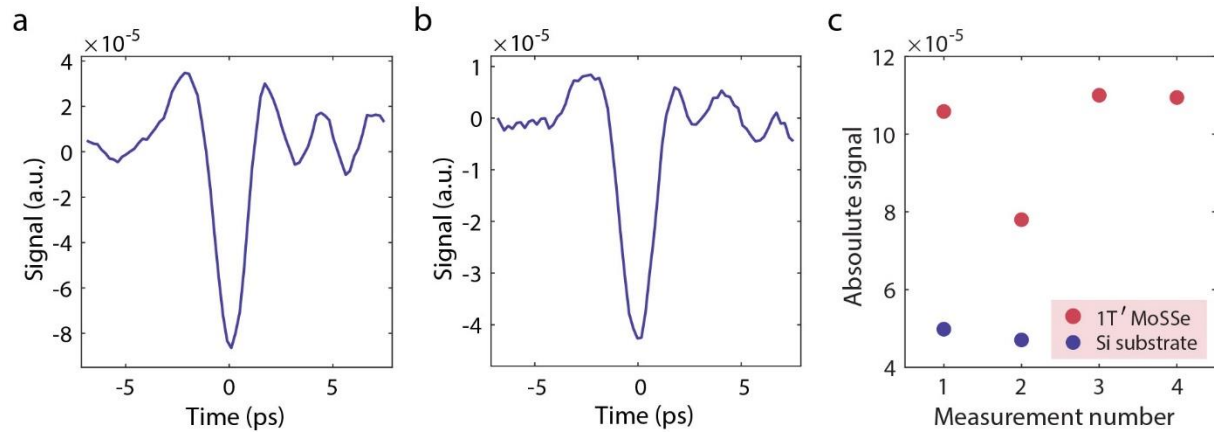 a
×10⁻⁵
4
2
0
-2
-4
-6
-8
Signal (a.u.)
-5 0 5
Time (ps)
b
×10⁻⁵
1
0
-1
-2
-3
-4
Signal (a.u.)
-5 0 5
Time (ps)
c
×10⁻⁵
12
10
8
6
4
Absoulute signal
1T′ MoSSe
Si substrate
1 2 3 4
Measurement number